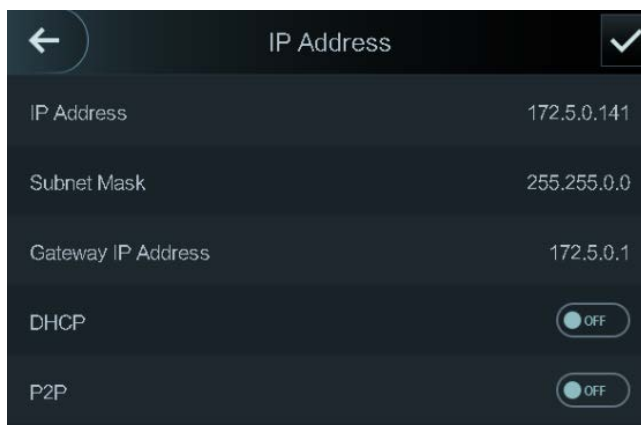 IP Address
IP Address 172.5.0.141
Subnet Mask 255.255.0.0
Gateway IP Address 172.5.0.1
DHCP OFF
P2P OFF